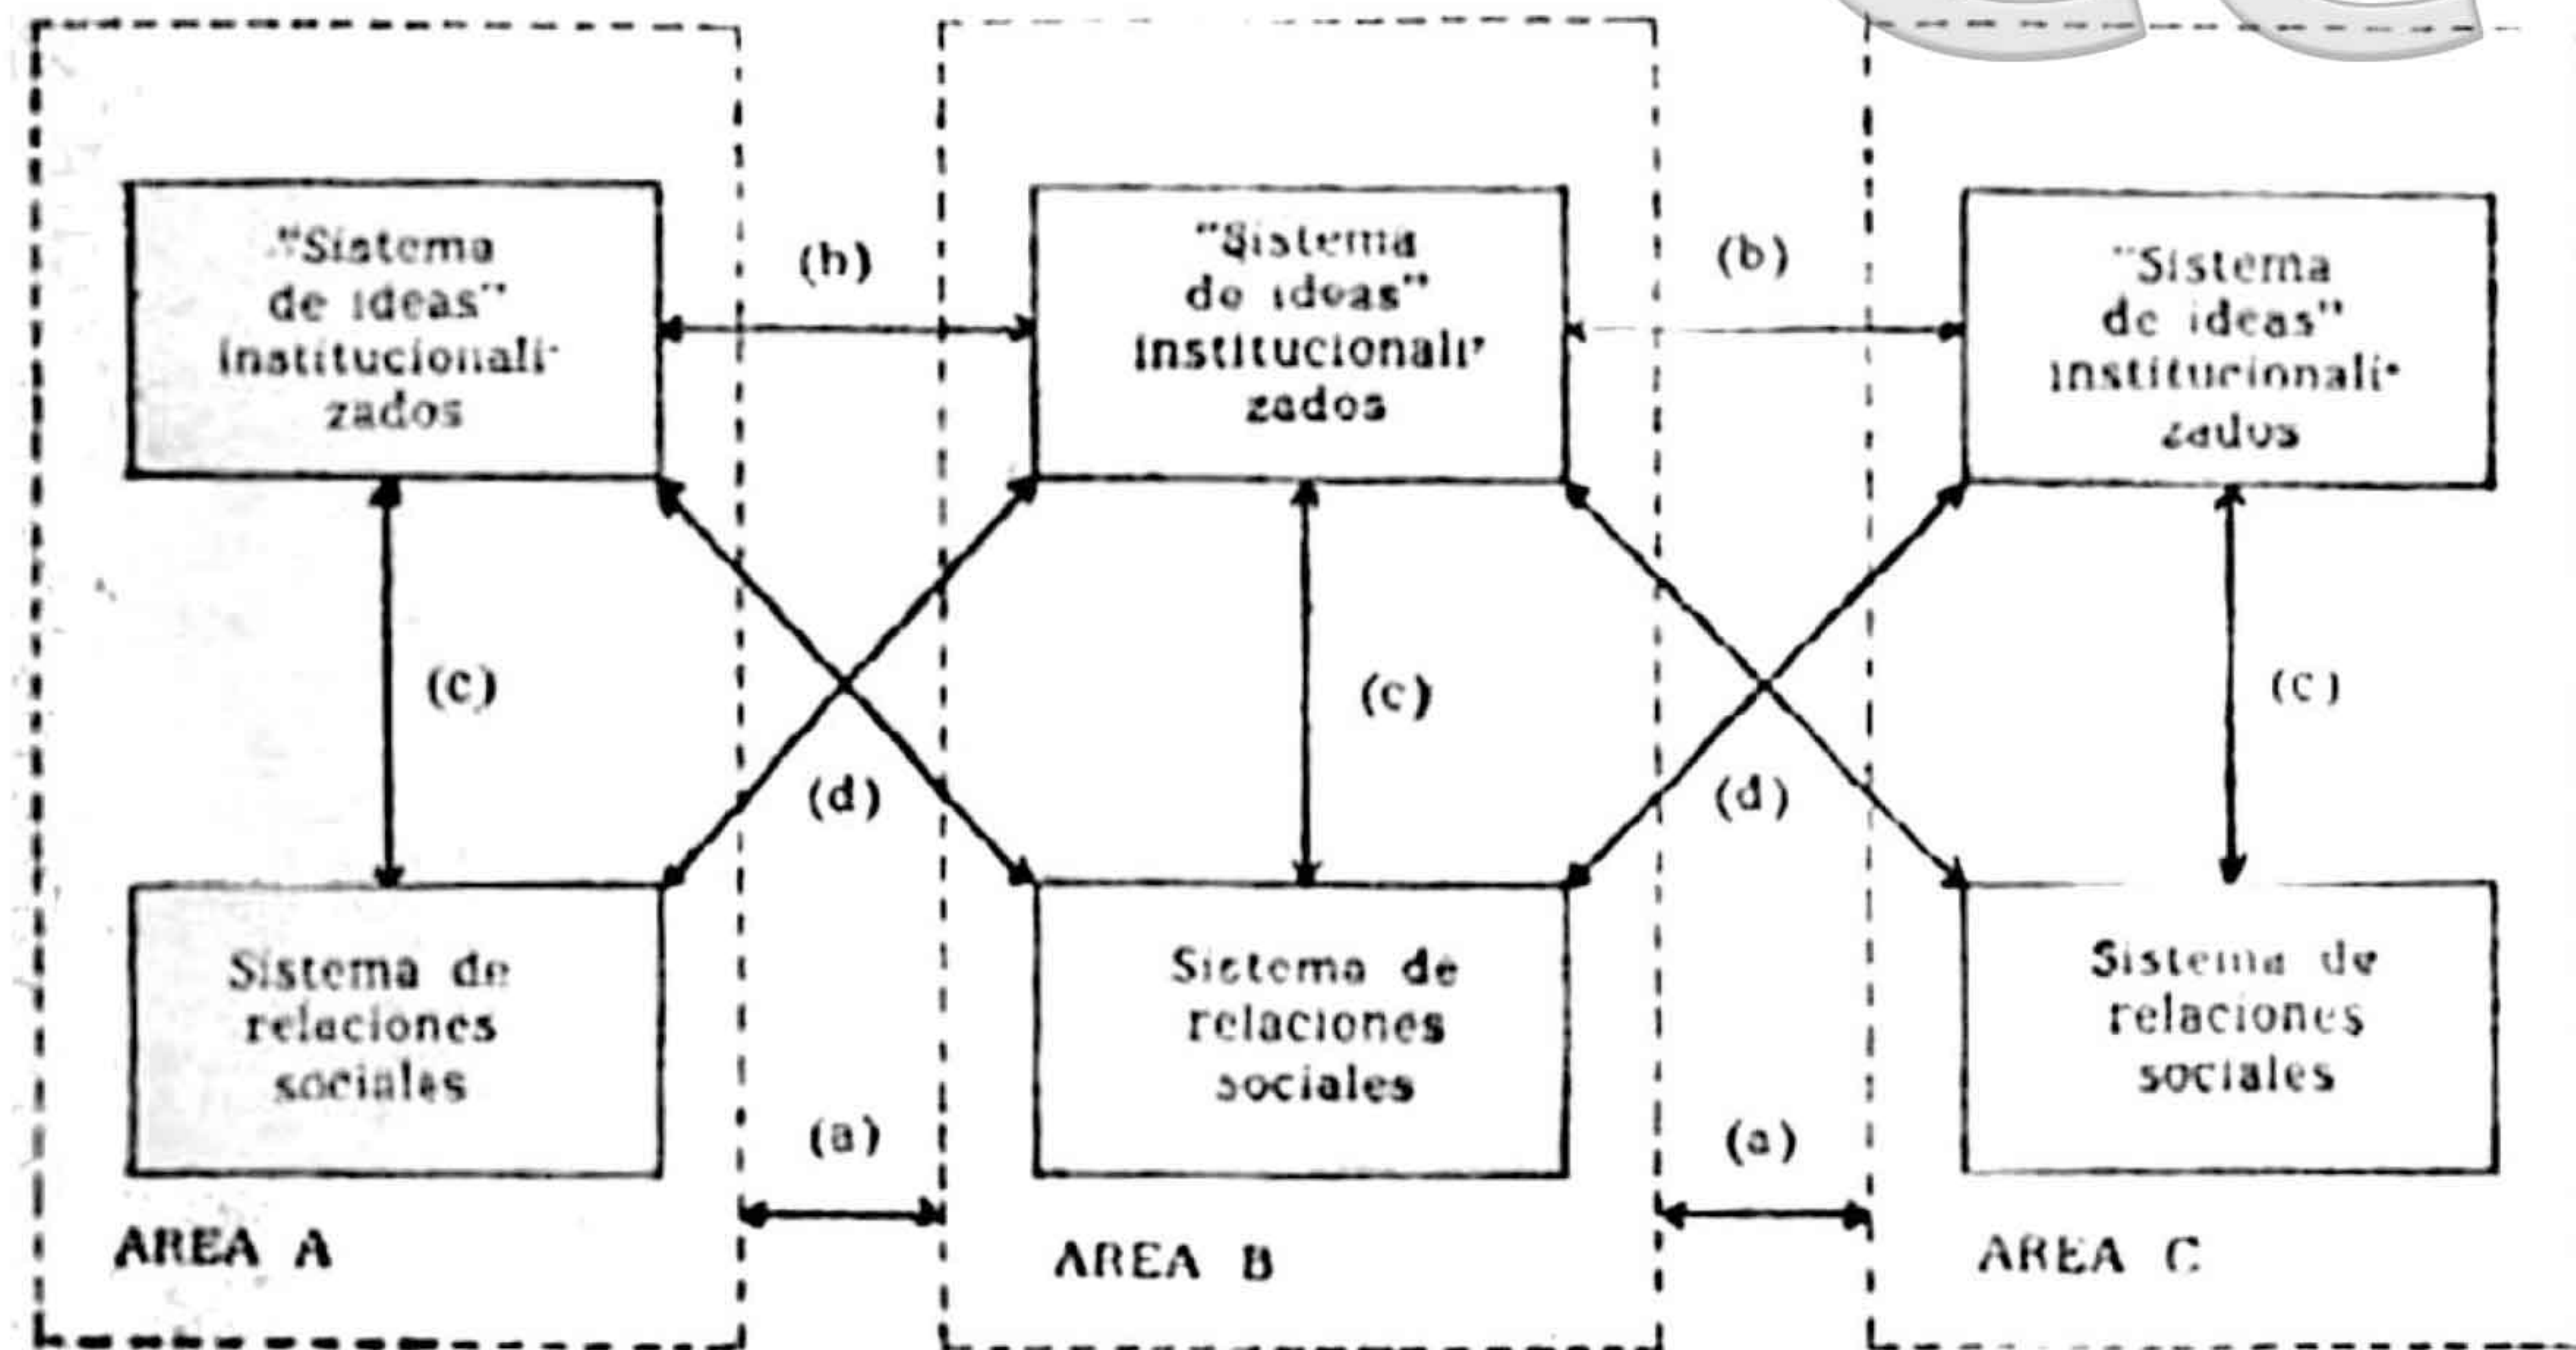 "Sistema
de ideas"
institucionali-
zados
(b)
"Sistema
de ideas"
institucionali-
zados
(b)
"Sistema
de ideas"
institucionali-
zados
(c)
(d)
(c)
(d)
(c)
Sistema de
relaciones
sociales
(a)
Sistema de
relaciones
sociales
(a)
Sistema de
relaciones
sociales
AREA A
AREA B
AREA C